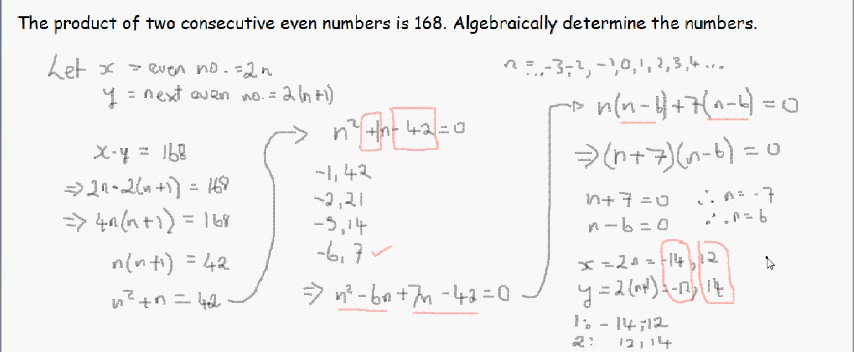 The product of two consecutive even numbers is 168. Algebraically determine the numbers.
Let x = even no. = 2n
y = next even no. = 2(n+1)
x·y = 168
⇒ 2n·2(n+1) = 168
⇒ 4n(n+1) = 168
n(n+1) = 42
n²+n = 42
n²+1n-42=0
-1,42
-2,21
-3,14
-6,7 ✓
⇒ n²-6n+7n-42=0
n = ..-3,-2,-1,0,1,2,3,4...
n(n-6)+7(n-6)=0
⇒(n+7)(n-6)=0
n+7=0 ∴ n=-7
n-6=0 ∴ n=6
x=2n=-14,12
y=2(n+1)=-12,14
1: -14;12
2: 12,14